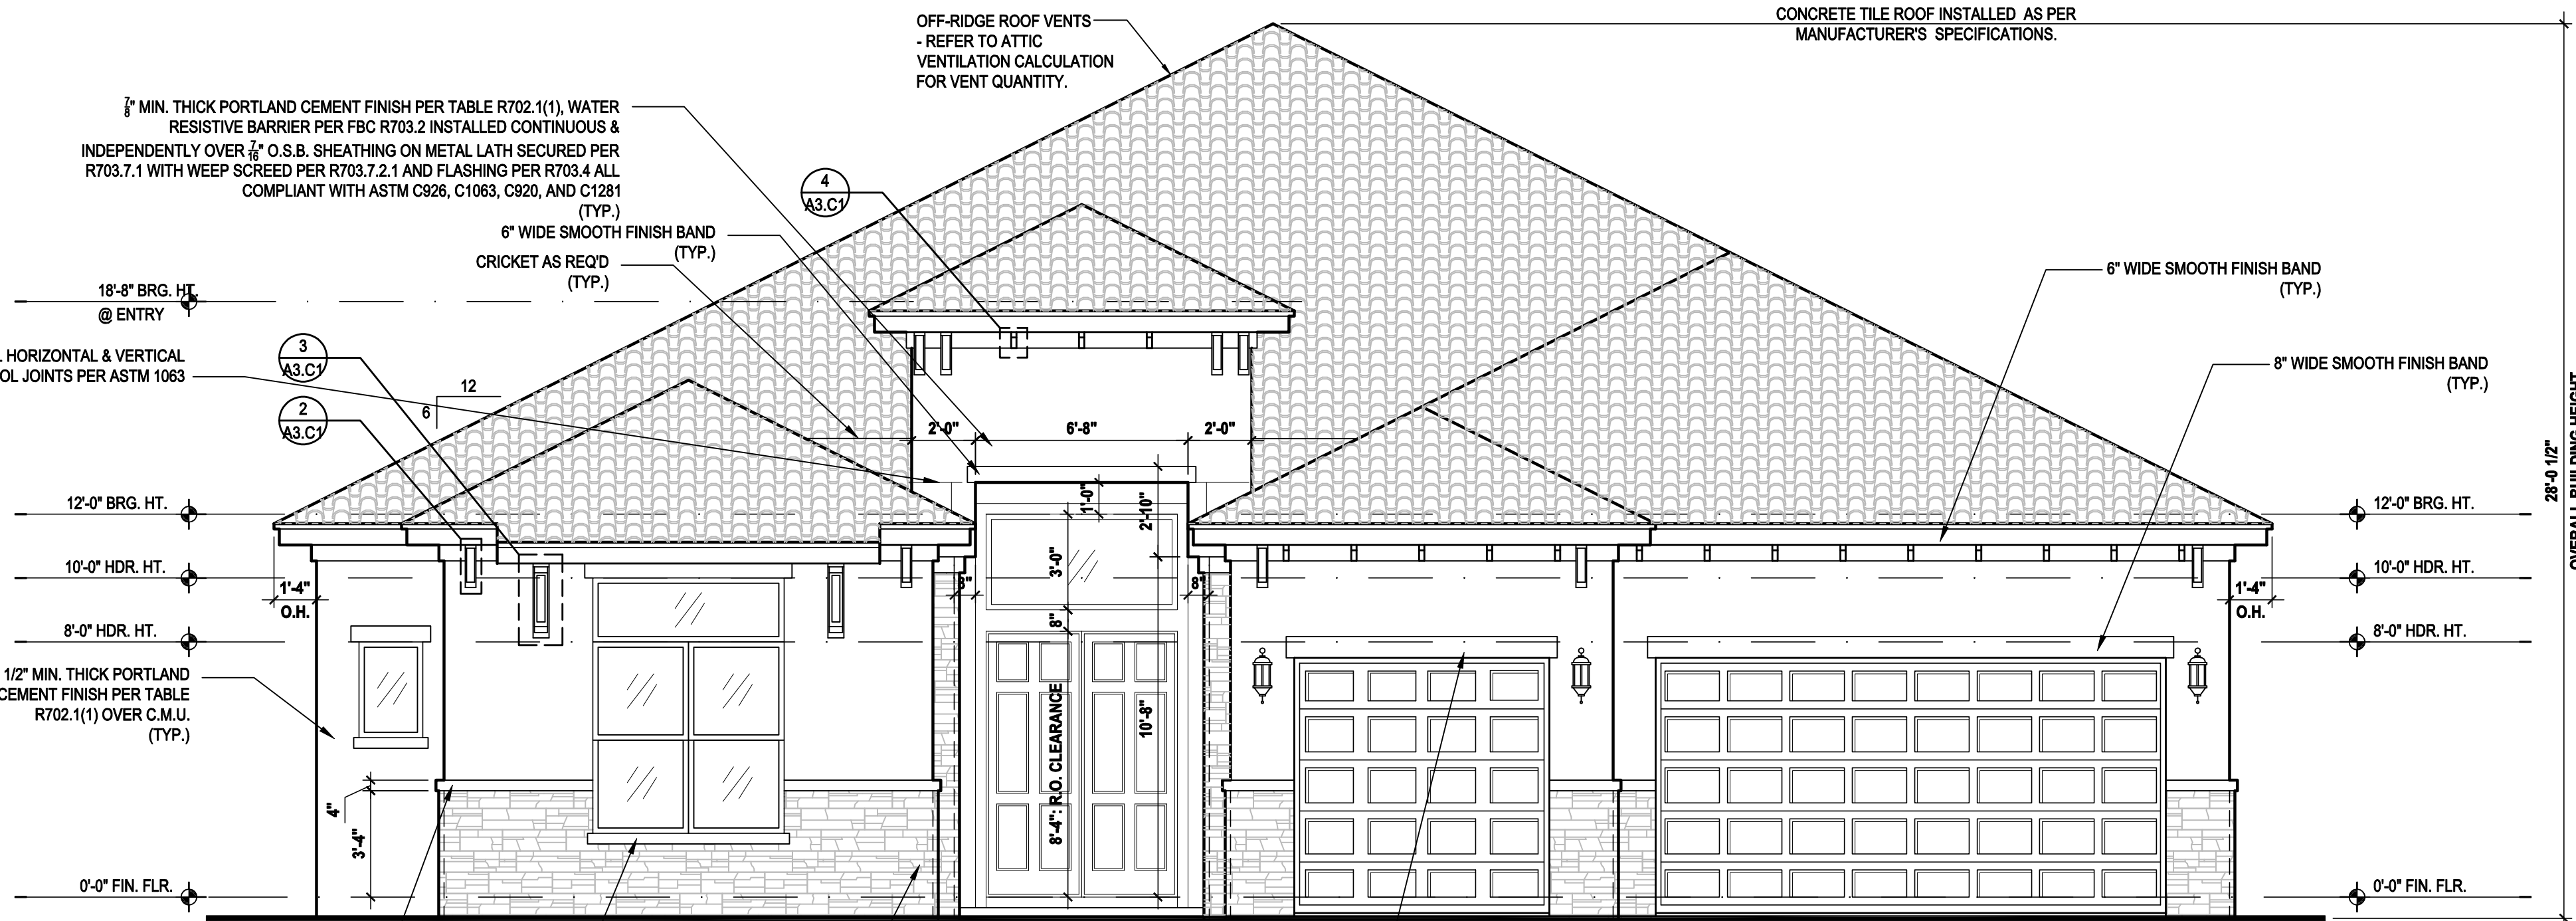 OFF-RIDGE ROOF VENTS
- REFER TO ATTIC
VENTILATION CALCULATION
FOR VENT QUANTITY.
CONCRETE TILE ROOF INSTALLED AS PER
MANUFACTURER'S SPECIFICATIONS.
7/8" MIN. THICK PORTLAND CEMENT FINISH PER TABLE R702.1(1), WATER
RESISTIVE BARRIER PER FBC R703.2 INSTALLED CONTINUOUS &
INDEPENDENTLY OVER 7/16" O.S.B. SHEATHING ON METAL LATH SECURED PER
R703.7.1 WITH WEEP SCREED PER R703.7.2.1 AND FLASHING PER R703.4 ALL
COMPLIANT WITH ASTM C926, C1063, C920, AND C1281
(TYP.)
4
A3.C1
6" WIDE SMOOTH FINISH BAND
(TYP.)
CRICKET AS REQ'D
(TYP.)
6" WIDE SMOOTH FINISH BAND
(TYP.)
18'-8" BRG. HT.
@ ENTRY
3
A3.C1
HORIZONTAL & VERTICAL
OL JOINTS PER ASTM 1063
8" WIDE SMOOTH FINISH BAND
(TYP.)
12
6
2
A3.C1
2'-0"
6'-8"
2'-0"
28'-0 1/2"
OVERALL BUILDING HEIGHT
12'-0" BRG. HT.
1'-0"
2'-10"
12'-0" BRG. HT.
10'-0" HDR. HT.
3'-0"
10'-0" HDR. HT.
1'-4"
O.H.
8"
8"
1'-4"
O.H.
8'-0" HDR. HT.
8"
8'-0" HDR. HT.
1/2" MIN. THICK PORTLAND
CEMENT FINISH PER TABLE
R702.1(1) OVER C.M.U.
(TYP.)
8'-4": R.O. CLEARANCE
10'-8"
4"
3'-4"
0'-0" FIN. FLR.
0'-0" FIN. FLR.